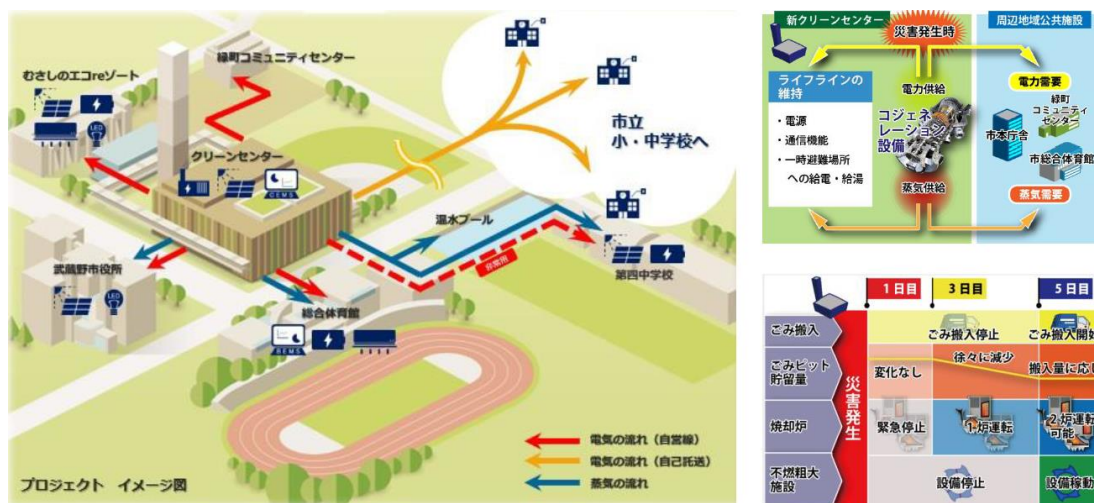 緑町コミュニティセンター
むさしのエコreゾート
LED
クリーンセンター
CEMS
市立
小・中学校へ
温水プール
非常用
第四中学校
武蔵野市役所
LED
総合体育館
BEMS
電気の流れ（自営線）
電気の流れ（自己託送）
蒸気の流れ
プロジェクト イメージ図
新クリーンセンター
災害発生時
周辺地域公共施設
ライフラインの
維持
・電源
・通信機能
・一時避難場所
への給電・給湯
電力供給
コジェネ
レーション
設備
蒸気供給
電力需要
緑町
コミュニティ
センター
市本庁舎
市総合体育館
蒸気需要
1日目
3日目
5日目
災害発生
ごみ搬入
ごみ搬入停止
ごみ搬入開始
ごみピット
貯留量
変化なし
徐々に減少
搬入量に応じ
焼却炉
緊急停止
1炉運転
2炉運転
可能
不燃粗大
施設
設備停止
設備稼動